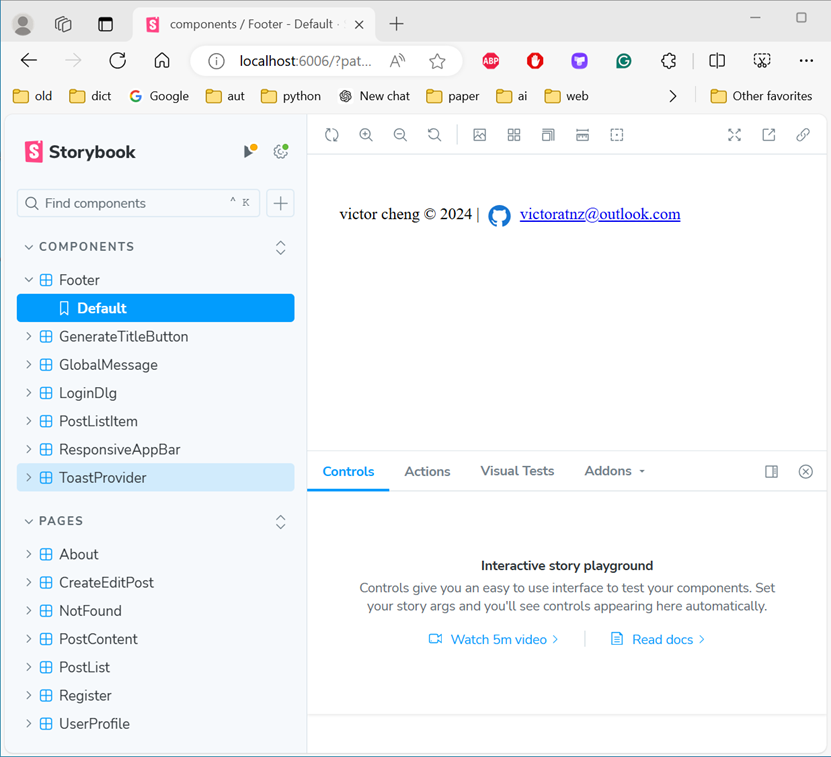 components / Footer - Default ·
localhost:6006/?pat...
ABP
old
dict
Google
aut
python
New chat
paper
ai
web
Other favorites
Storybook
Find components
^ K
COMPONENTS
Footer
Default
GenerateTitleButton
GlobalMessage
LoginDlg
PostListItem
ResponsiveAppBar
ToastProvider
PAGES
About
CreateEditPost
NotFound
PostContent
PostList
Register
UserProfile
victor cheng © 2024 | victoratnz@outlook.com
Controls Actions Visual Tests Addons
Interactive story playground
Controls give you an easy to use interface to test your components. Set
your story args and you'll see controls appearing here automatically.
Watch 5m video
Read docs